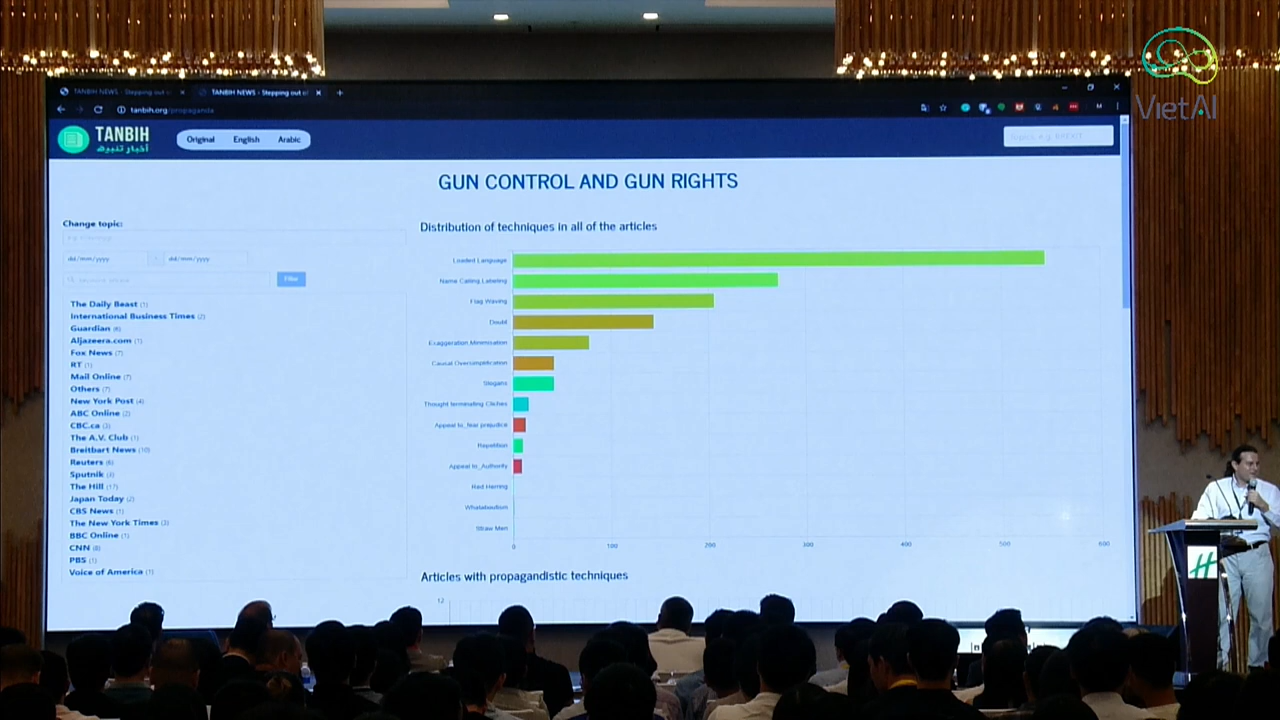 VietAI
TANBIH NEWS - Stepping out o
TANBIH NEWS - Stepping out o
tanbih.org/propaganda
TANBIH
أخبار تنبيه
Original English Arabic
GUN CONTROL AND GUN RIGHTS
Change topic:
dd/mm/yyyy - dd/mm/yyyy
Filter
The Daily Beast (1)
International Business Times (2)
Guardian (6)
Aljazeera.com (1)
Fox News (7)
RT (1)
Mail Online (7)
Others (7)
New York Post (4)
ABC Online (2)
CBC.ca (3)
The A.V. Club (1)
Breitbart News (10)
Reuters (6)
Sputnik (3)
The Hill (17)
Japan Today (2)
CBS News (1)
The New York Times (3)
BBC Online (1)
CNN (8)
PBS (1)
Voice of America (1)
Distribution of techniques in all of the articles
Loaded Language
Name Calling,Labeling
Flag Waving
Doubt
Exaggeration,Minimisation
Causal Oversimplification
Slogans
Thought terminating Cliches
Appeal to_fear prejudice
Repetition
Appeal to_Authority
Red Herring
Whataboutism
Straw Men
0 100 200 300 400 500 600
Articles with propagandistic techniques
12